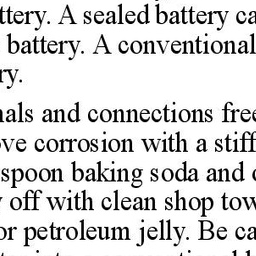 ttery. A sealed battery ca
battery. A conventional
ry.
nals and connections free
ove corrosion with a stiff
spoon baking soda and
off with clean shop tow
or petroleum jelly. Be ca